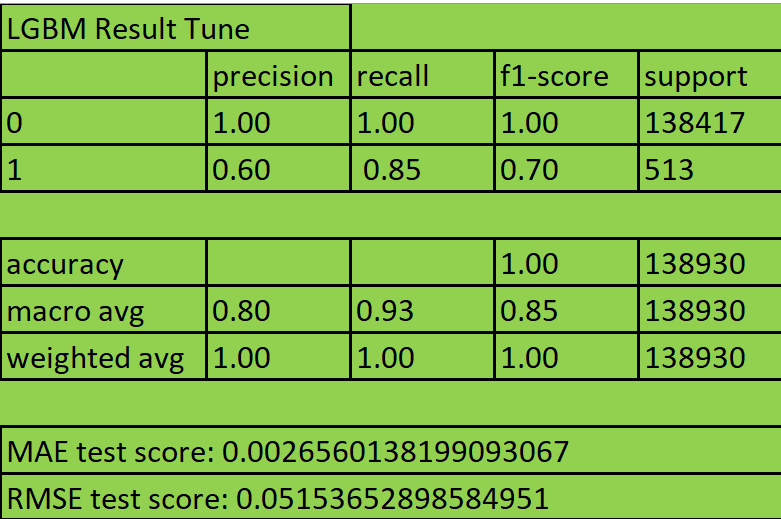 LGBM Result Tune
precision recall f1-score support
0 1.00 1.00 1.00 138417
1 0.60 0.85 0.70 513
accuracy 1.00 138930
macro avg 0.80 0.93 0.85 138930
weighted avg 1.00 1.00 1.00 138930
MAE test score: 0.0026560138199093067
RMSE test score: 0.05153652898584951